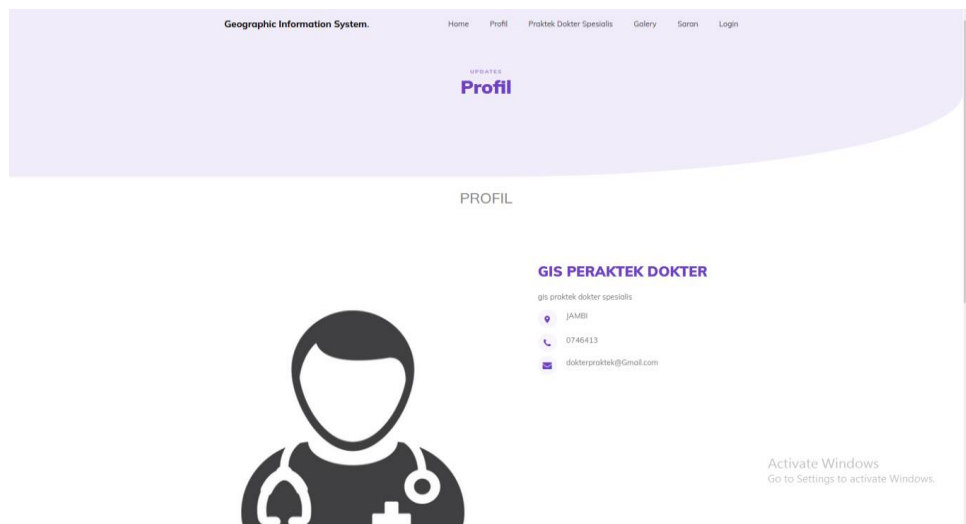 Geographic Information System.
Home Profil Praktek Dokter Spesialis Galery Saran Login
UPDATES
Profil
PROFIL
GIS PERAKTEK DOKTER
gis praktek dokter spesialis
JAMBI
0746413
dokterpraktek@Gmail.com
Activate Windows
Go to Settings to activate Windows.